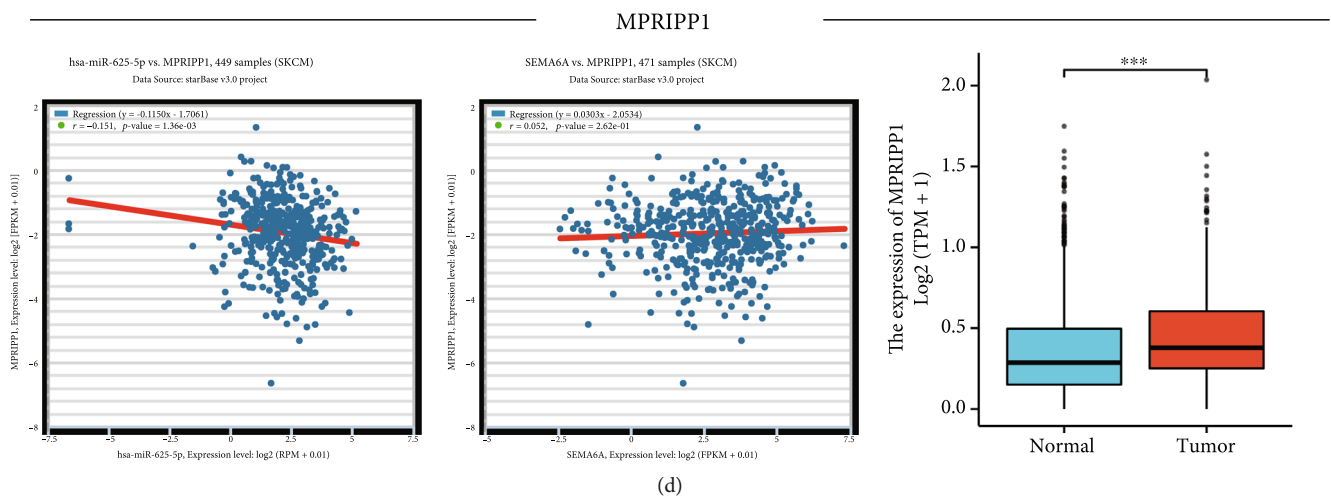 MPRIPP1
hsa-miR-625-5p vs. MPRIPP1, 449 samples (SKCM)
Data Source: starBase v3.0 project
Regression (y = -0.1150x - 1.7061)
r = −0.151, p-value = 1.36e-03
MPRIPP1, Expression level: log2 [FPKM + 0.01)]
2
0
−2
−4
−6
−8
−7.5
−5
−2.5
0
2.5
5
7.5
hsa-miR-625-5p, Expression level: log2 (RPM + 0.01)
SEMA6A vs. MPRIPP1, 471 samples (SKCM)
Data Source: starBase v3.0 project
Regression (y = 0.0303x - 2.0534)
r = 0.052, p-value = 2.62e-01
MPRIPP1, Expression level: log2 [FPKM + 0.01)]
2
0
−2
−4
−6
−8
−5
−2.5
0
2.5
5
7.5
SEMA6A, Expression level: log2 (FPKM + 0.01)
The expression of MPRIPP1
Log2 (TPM + 1)
***
2.0
1.5
1.0
0.5
0.0
Normal
Tumor
(d)